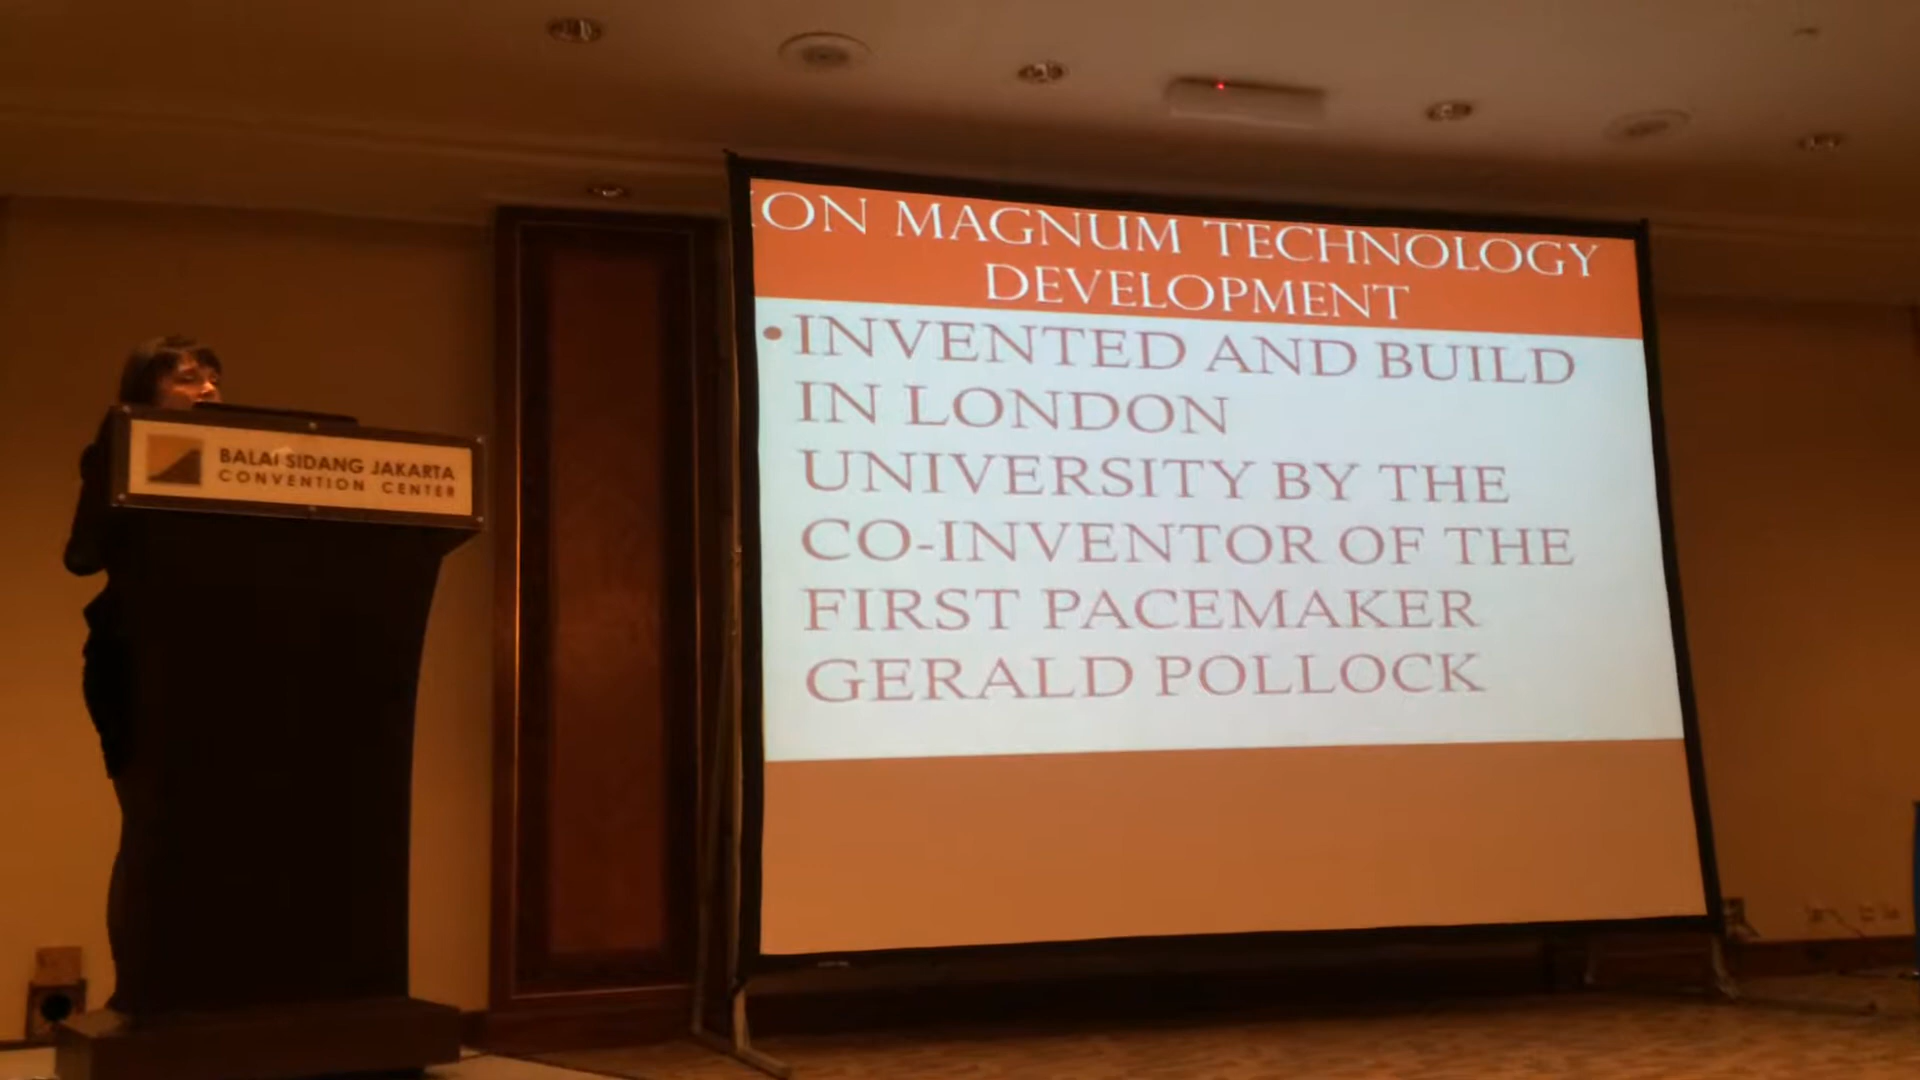 BALAI SIDANG JAKARTA
CONVENTION CENTER
ON MAGNUM TECHNOLOGY
DEVELOPMENT
•INVENTED AND BUILD
IN LONDON
UNIVERSITY BY THE
CO-INVENTOR OF THE
FIRST PACEMAKER
GERALD POLLOCK